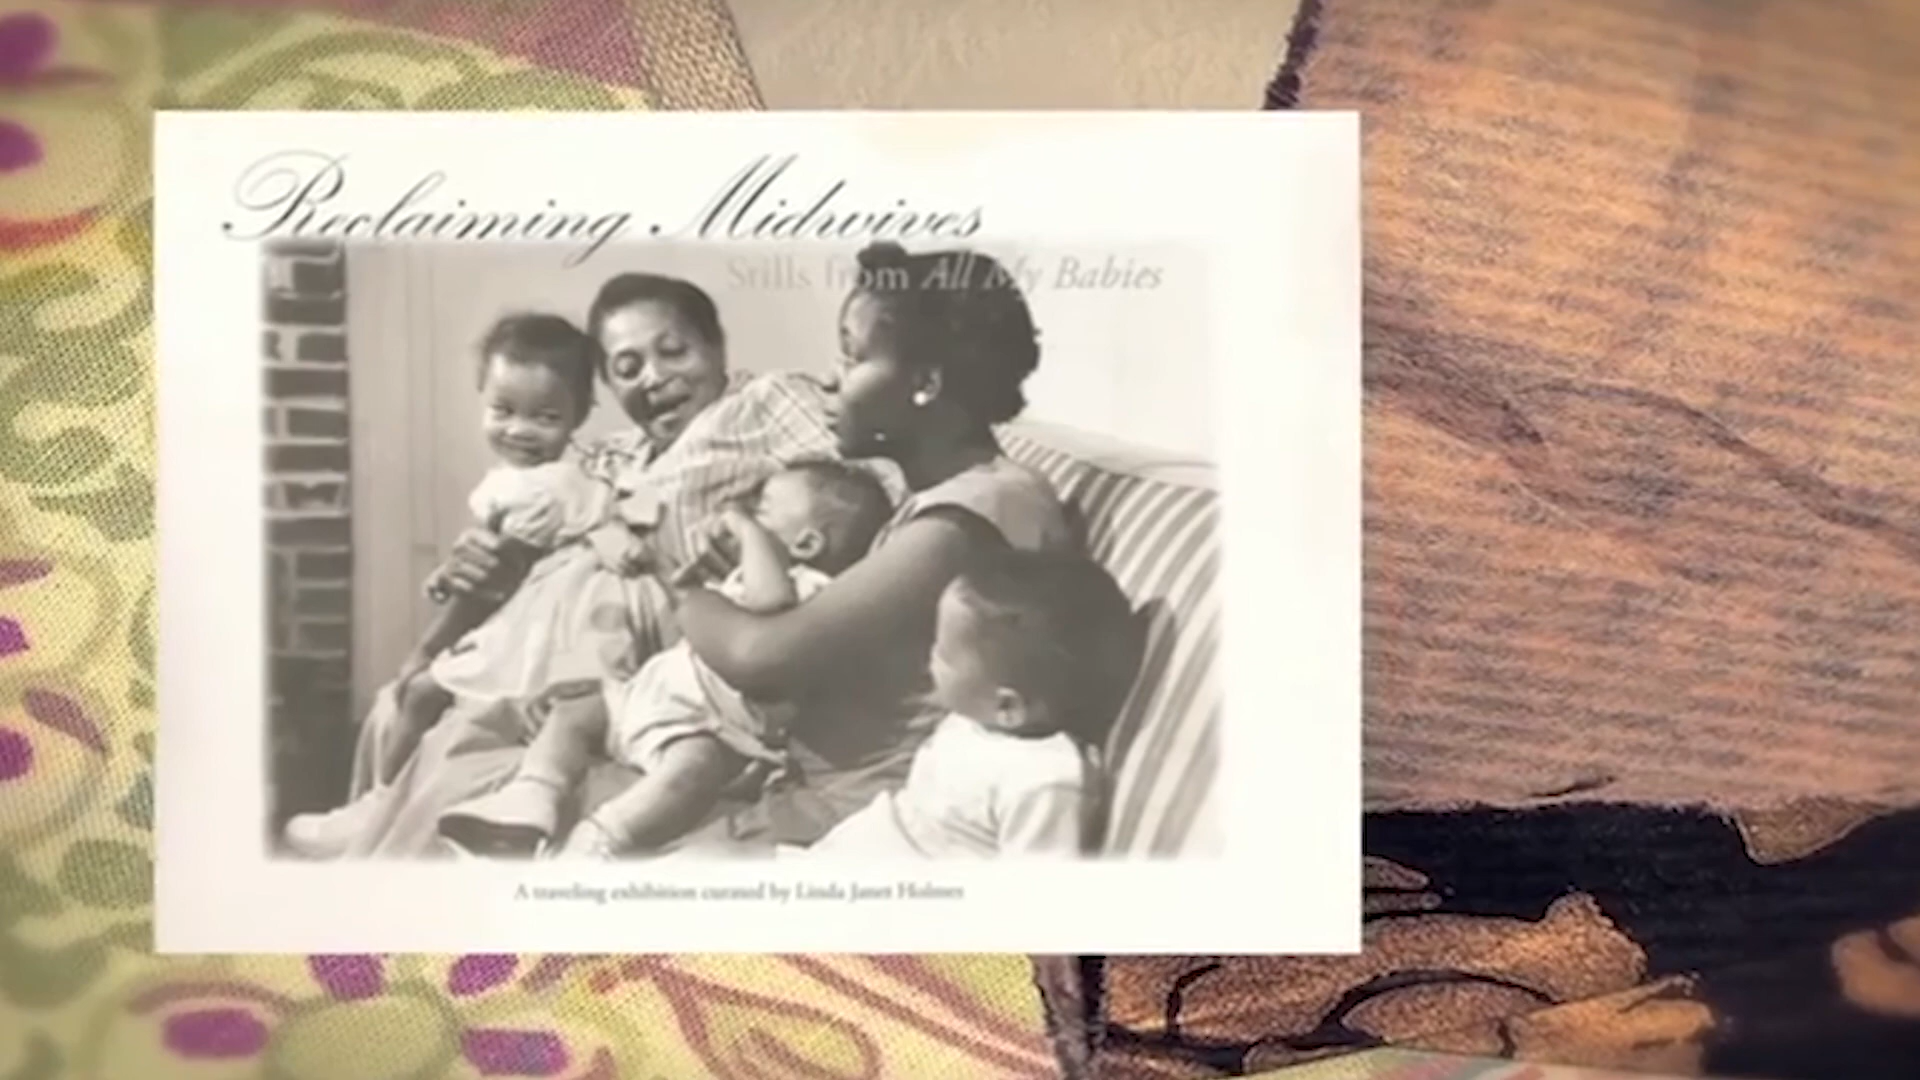 Reclaiming Midwives
Stills from All My Babies
A traveling exhibition curated by Linda Janet Holmes